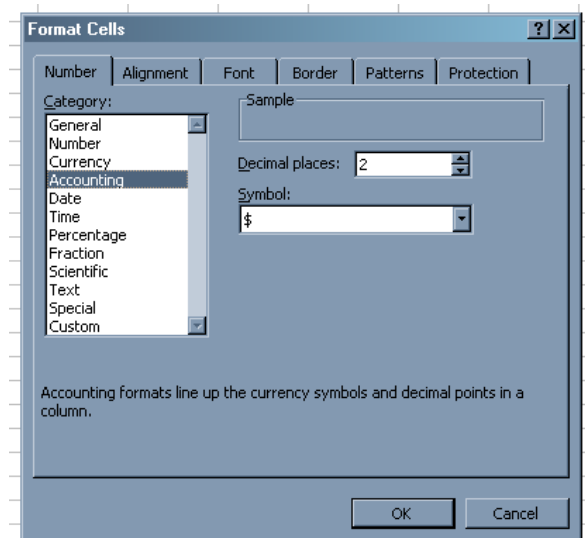 Format Cells
Number Alignment Font Border Patterns Protection
Category:
General
Number
Currency
Accounting
Date
Time
Percentage
Fraction
Scientific
Text
Special
Custom
Sample
Decimal places: 2
Symbol:
$
Accounting formats line up the currency symbols and decimal points in a
column.
OK Cancel